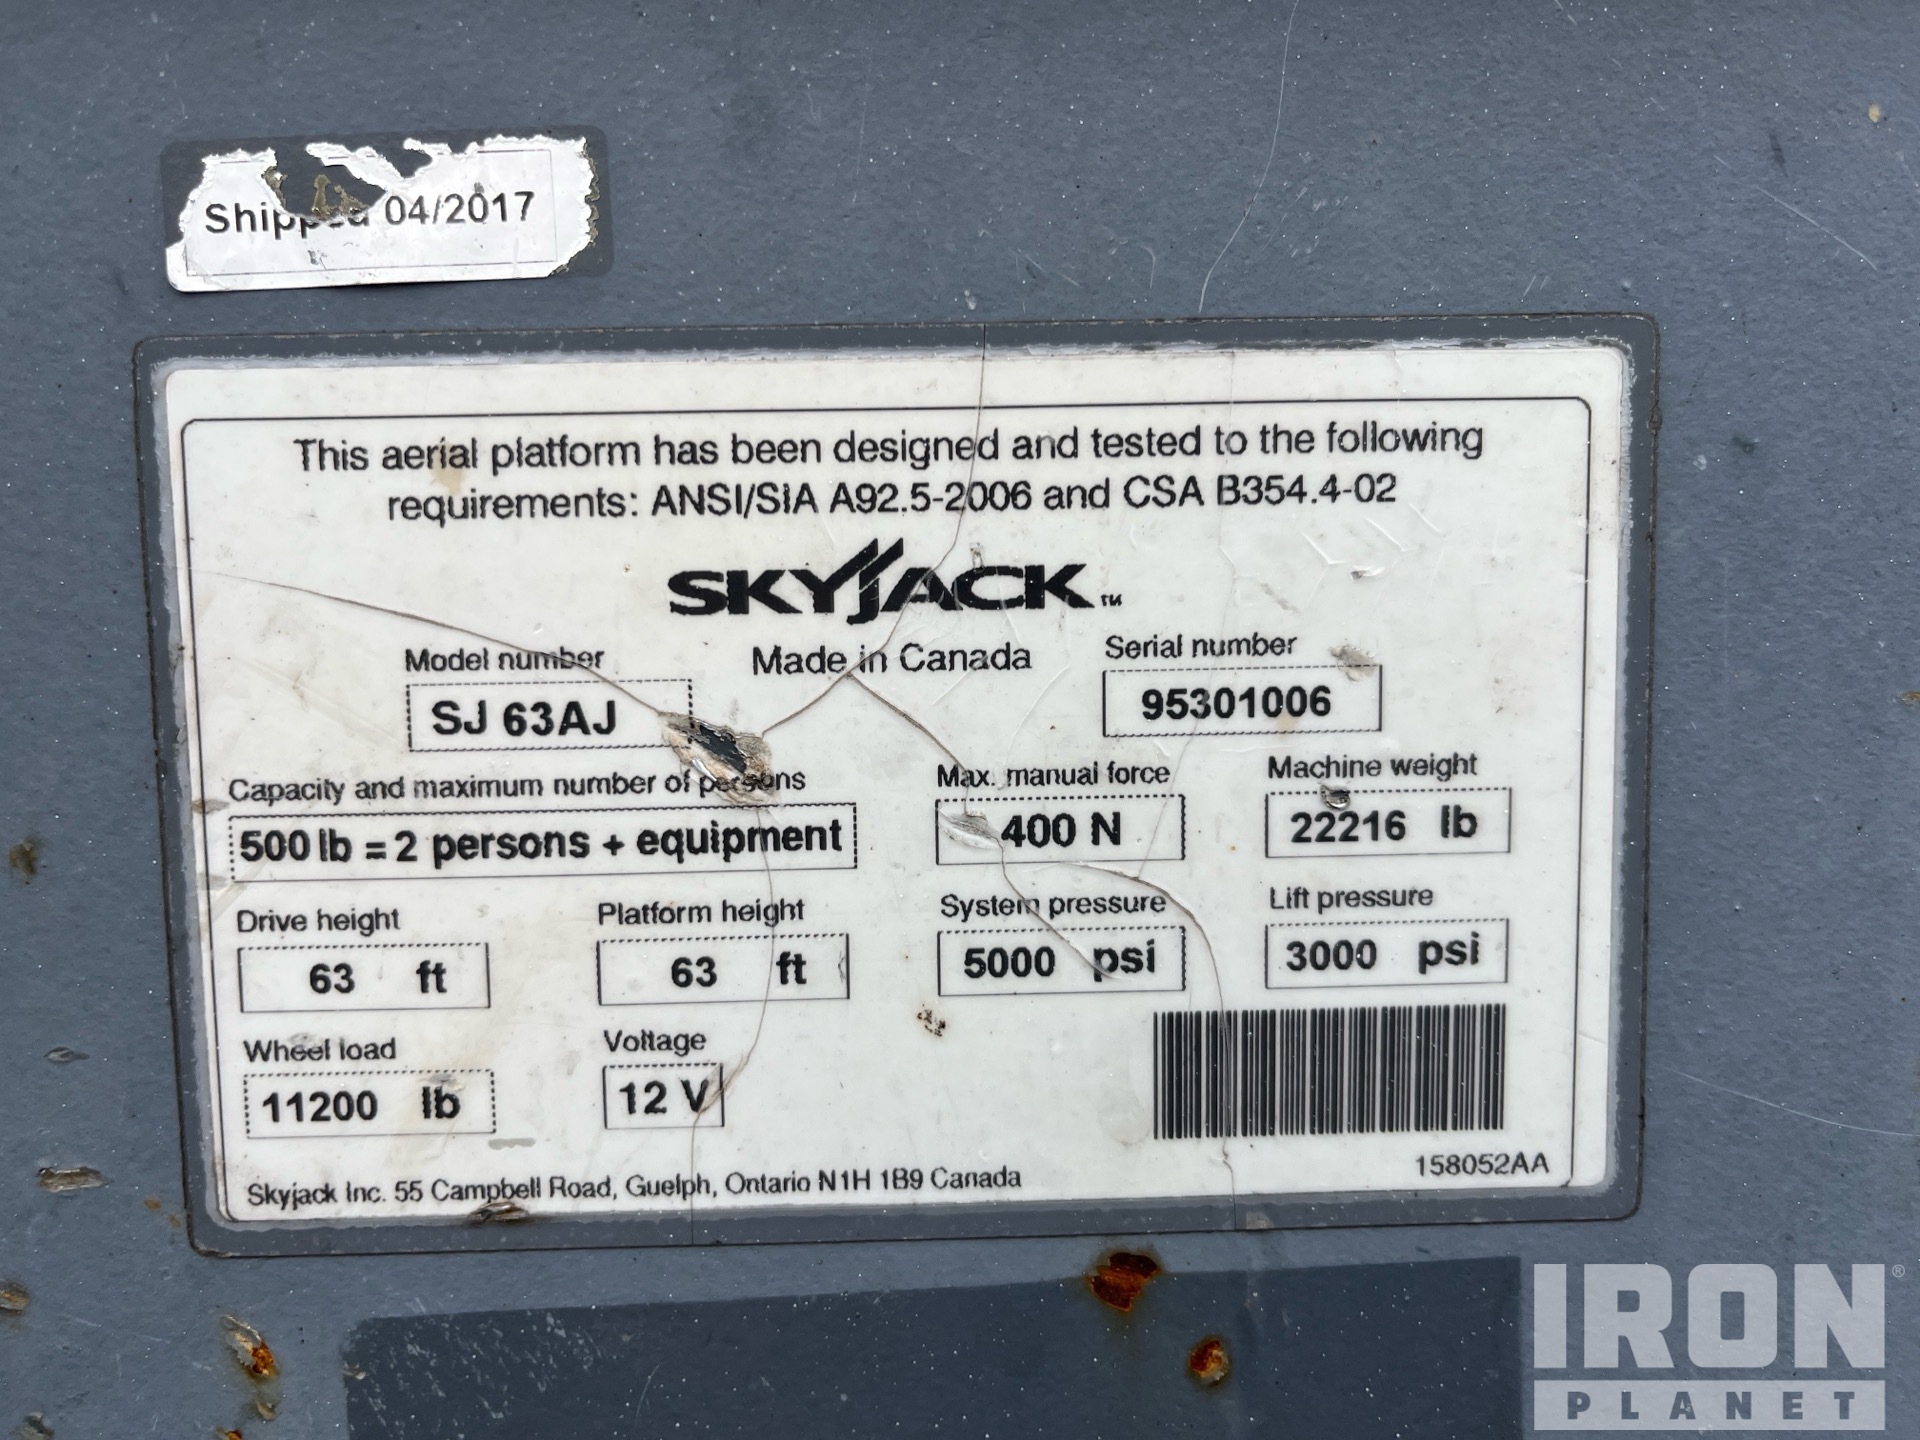 Shipped 04/2017
This aerial platform has been designed and tested to the following
requirements: ANSI/SIA A92.5-2006 and CSA B354.4-02
SKYJACK™
Made in Canada
Model number
SJ 63AJ
Serial number
95301006
Capacity and maximum number of persons
500 lb = 2 persons + equipment
Max. manual force
400 N
Machine weight
22216 lb
Drive height
63 ft
Platform height
63 ft
System pressure
5000 psi
Lift pressure
3000 psi
Wheel load
11200 lb
Voltage
12 V
158052AA
Skyjack Inc. 55 Campbell Road, Guelph, Ontario N1H 1B9 Canada
IRON®
PLANET